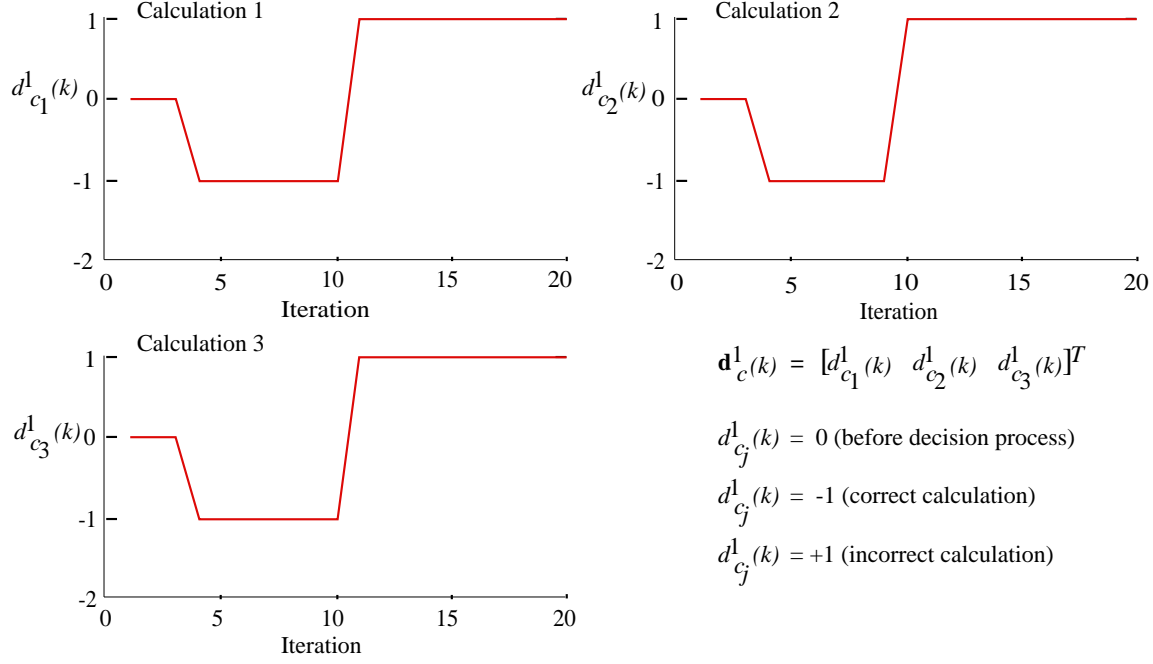 Calculation 1
1
0
-1
-2
d¹c₁(k)
0
5
10
15
20
Iteration
Calculation 2
1
0
-1
-2
d¹c₂(k)
0
5
10
15
20
Iteration
Calculation 3
1
0
-1
-2
d¹c₃(k)
0
5
10
15
20
Iteration
d¹c(k) = [d¹c₁(k) d¹c₂(k) d¹c₃(k)]ᵀ
d¹cⱼ(k) = 0 (before decision process)
d¹cⱼ(k) = -1 (correct calculation)
d¹cⱼ(k) = +1 (incorrect calculation)